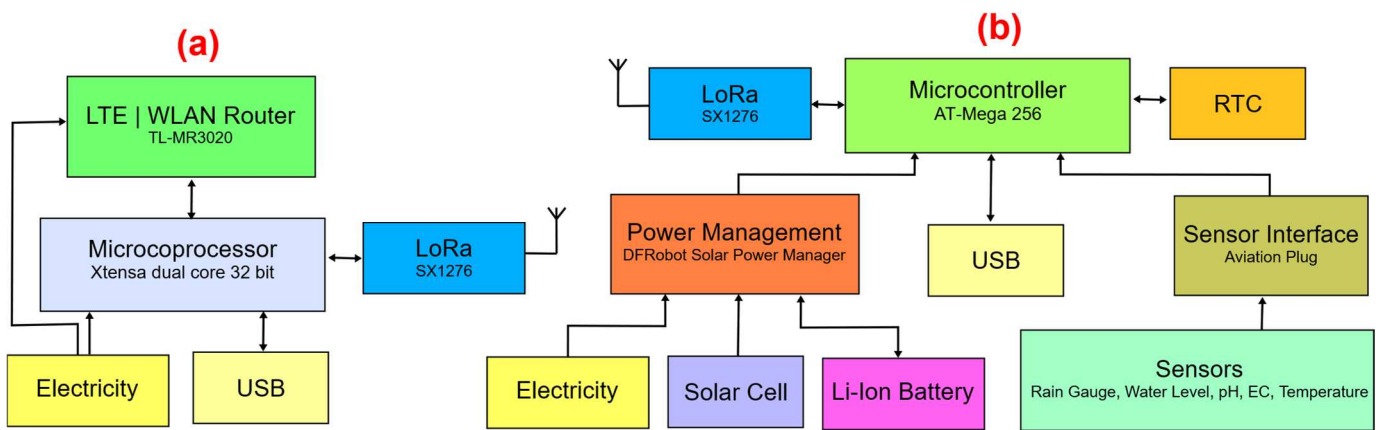 (a)
LTE | WLAN Router
TL-MR3020
Microcoprocessor
Xtensa dual core 32 bit
LoRa
SX1276
Electricity
USB
(b)
LoRa
SX1276
Microcontroller
AT-Mega 256
RTC
Power Management
DFRobot Solar Power Manager
USB
Sensor Interface
Aviation Plug
Electricity
Solar Cell
Li-Ion Battery
Sensors
Rain Gauge, Water Level, pH, EC, Temperature